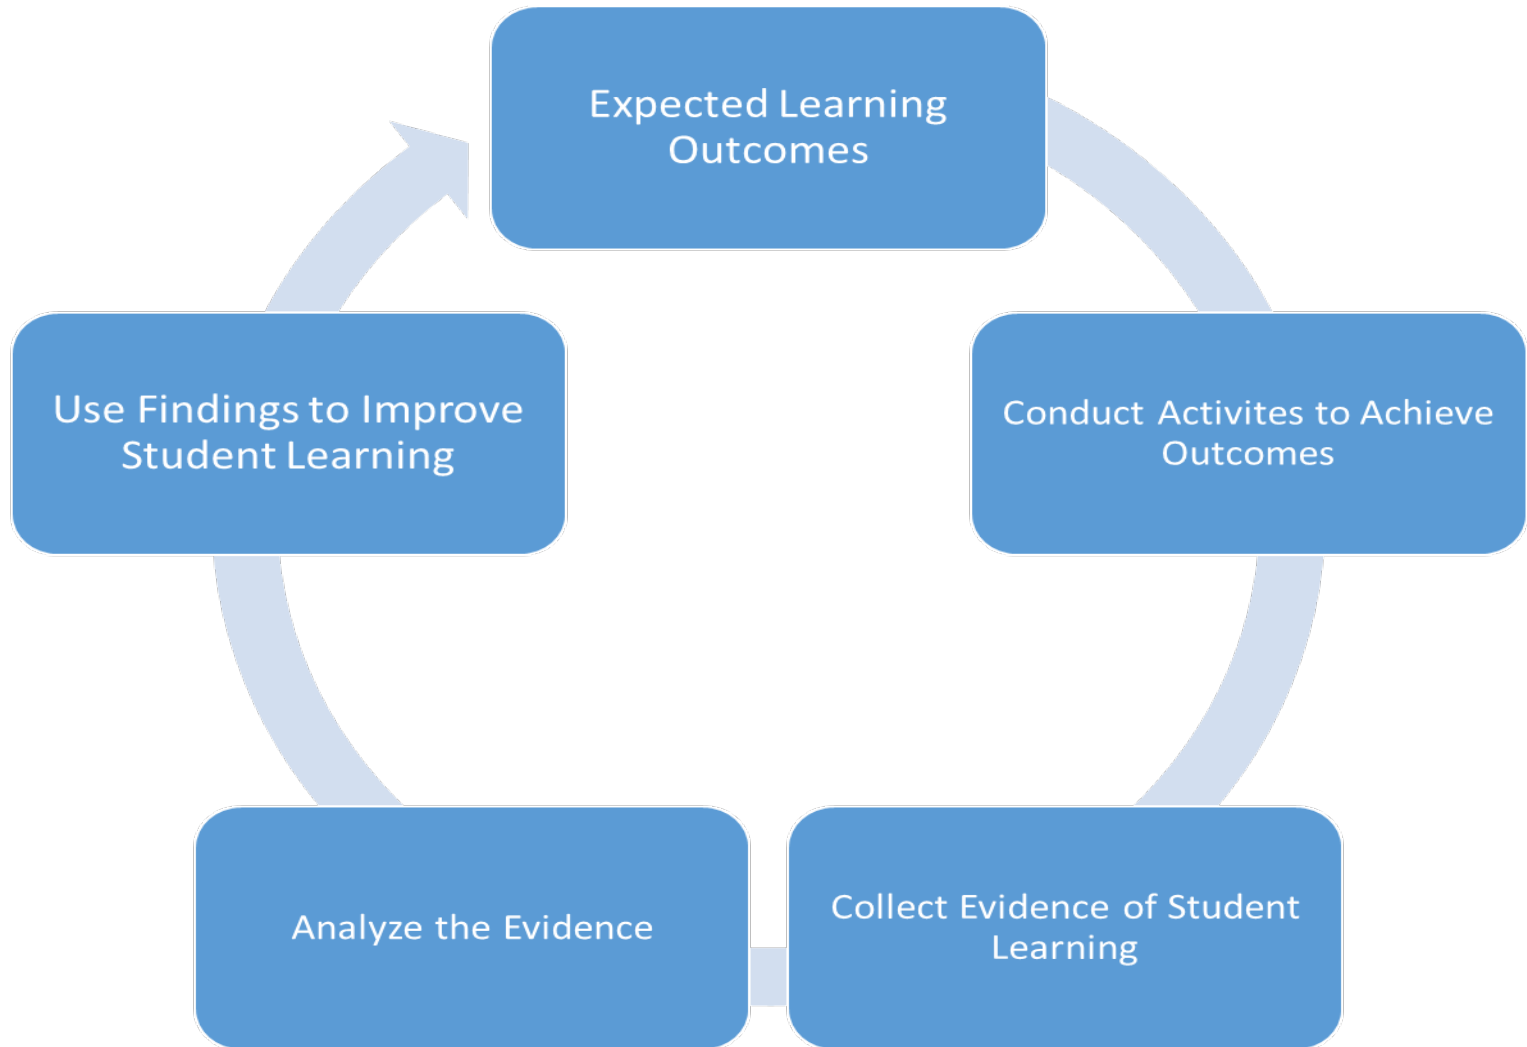 Expected Learning
Outcomes
Conduct Activites to Achieve
Outcomes
Collect Evidence of Student
Learning
Analyze the Evidence
Use Findings to Improve
Student Learning